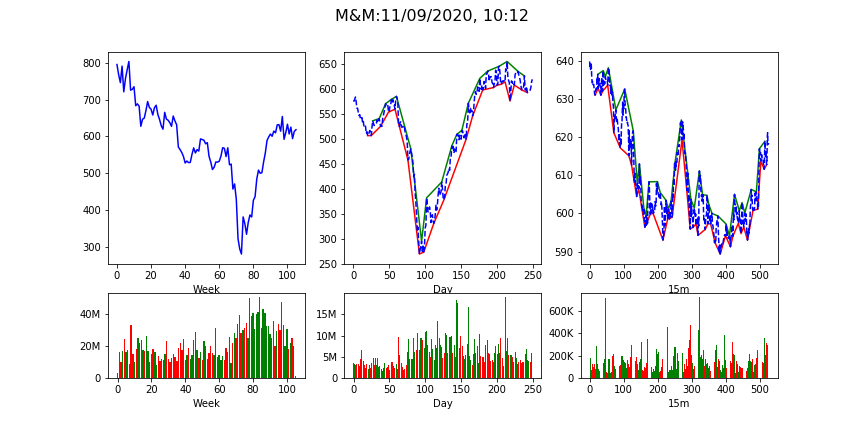 M&M:11/09/2020, 10:12
800
700
600
500
400
300
0 20 40 60 80 100
Week
650
600
550
500
450
400
350
300
250
0 50 100 150 200 250
Day
640
630
620
610
600
590
0 100 200 300 400 500
15m
40M
20M
0
0 20 40 60 80 100
Week
15M
10M
5M
0
0 50 100 150 200 250
Day
600K
400K
200K
0
0 100 200 300 400 500
15m